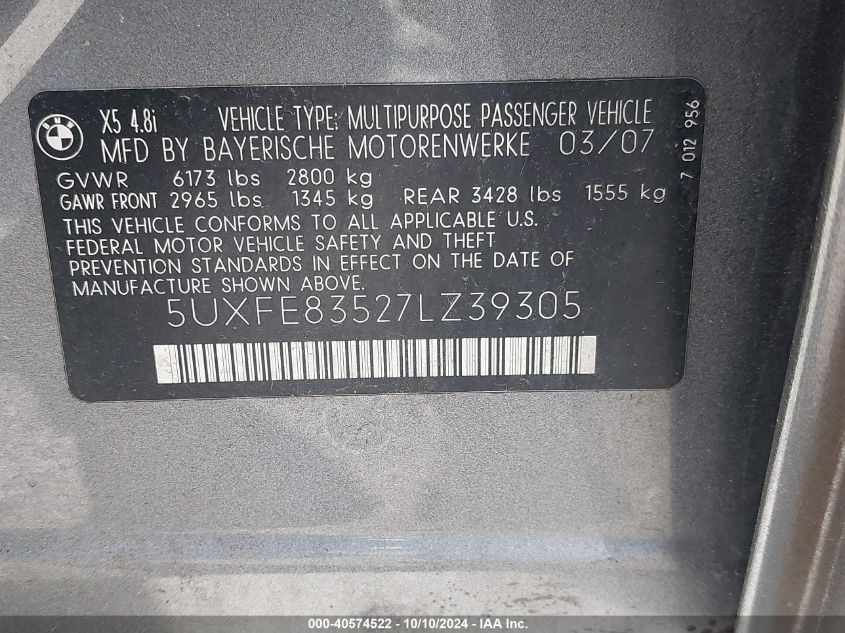 BMW
X5 4.8i VEHICLE TYPE: MULTIPURPOSE PASSENGER VEHICLE
MFD BY BAYERISCHE MOTORENWERKE 03/07
GVWR 6173 lbs 2800 kg
GAWR FRONT 2965 lbs 1345 kg REAR 3428 lbs 1555 kg
THIS VEHICLE CONFORMS TO ALL APPLICABLE U.S.
FEDERAL MOTOR VEHICLE SAFETY AND THEFT
PREVENTION STANDARDS IN EFFECT ON THE DATE OF
MANUFACTURE SHOWN ABOVE.
5UXFE83527LZ39305
7 012 956
000-40574522 - 10/10/2024 - IAAI.com